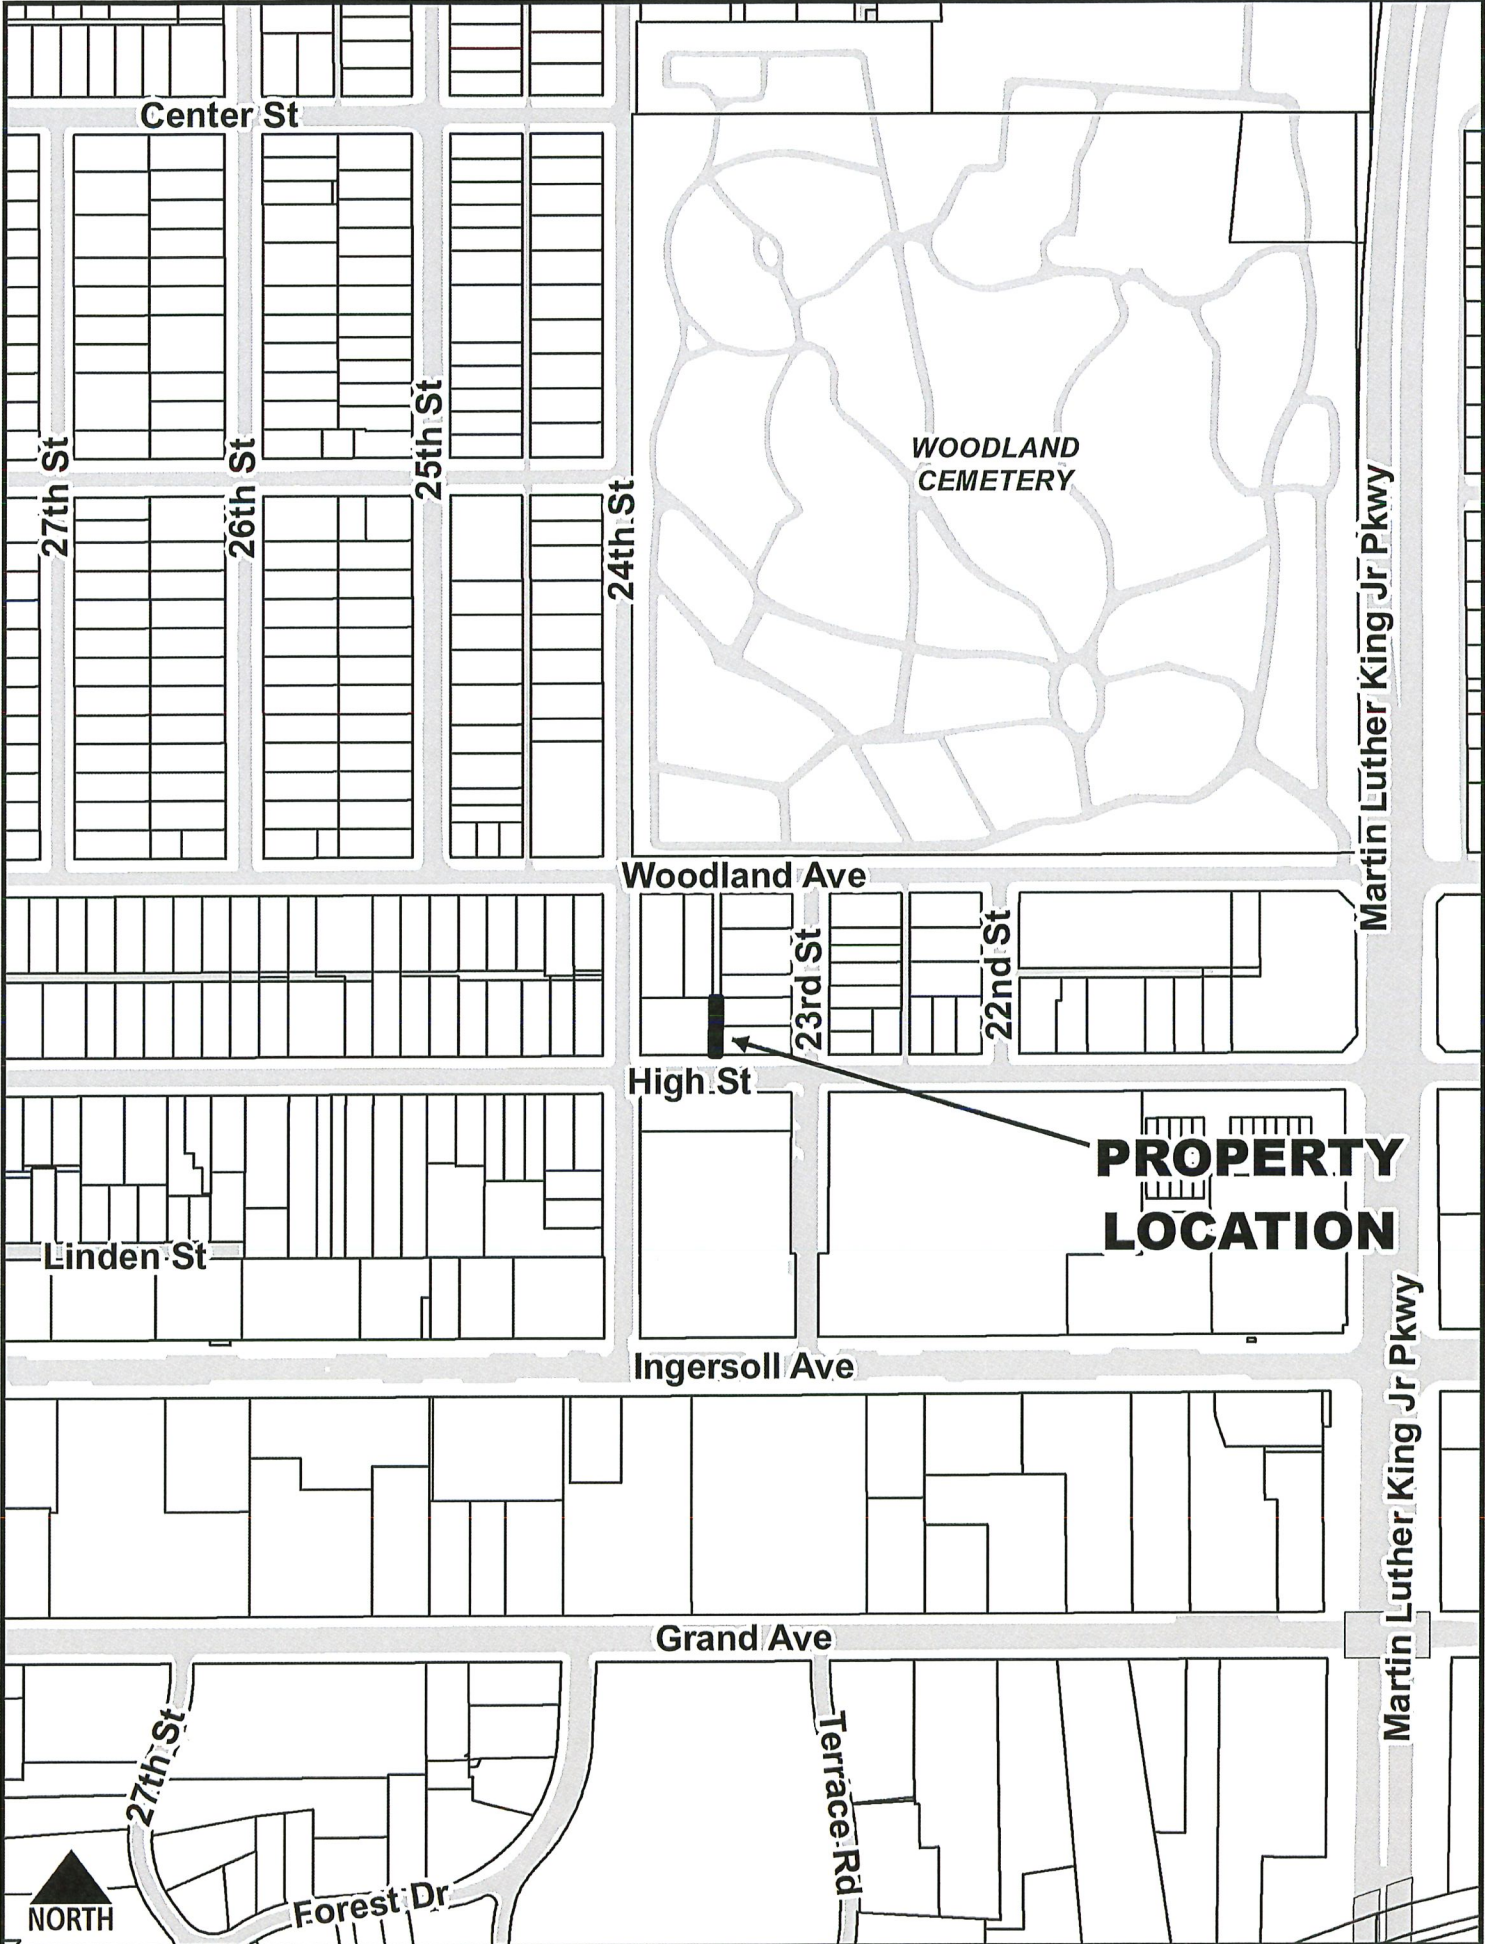 Center St
27th St
26th St
25th St
24th St
WOODLAND
CEMETERY
Martin Luther King Jr Pkwy
Woodland Ave
23rd St
22nd St
High St
PROPERTY
LOCATION
Linden St
Ingersoll Ave
Martin Luther King Jr Pkwy
Grand Ave
27th St
Terrace Rd
Forest Dr
NORTH